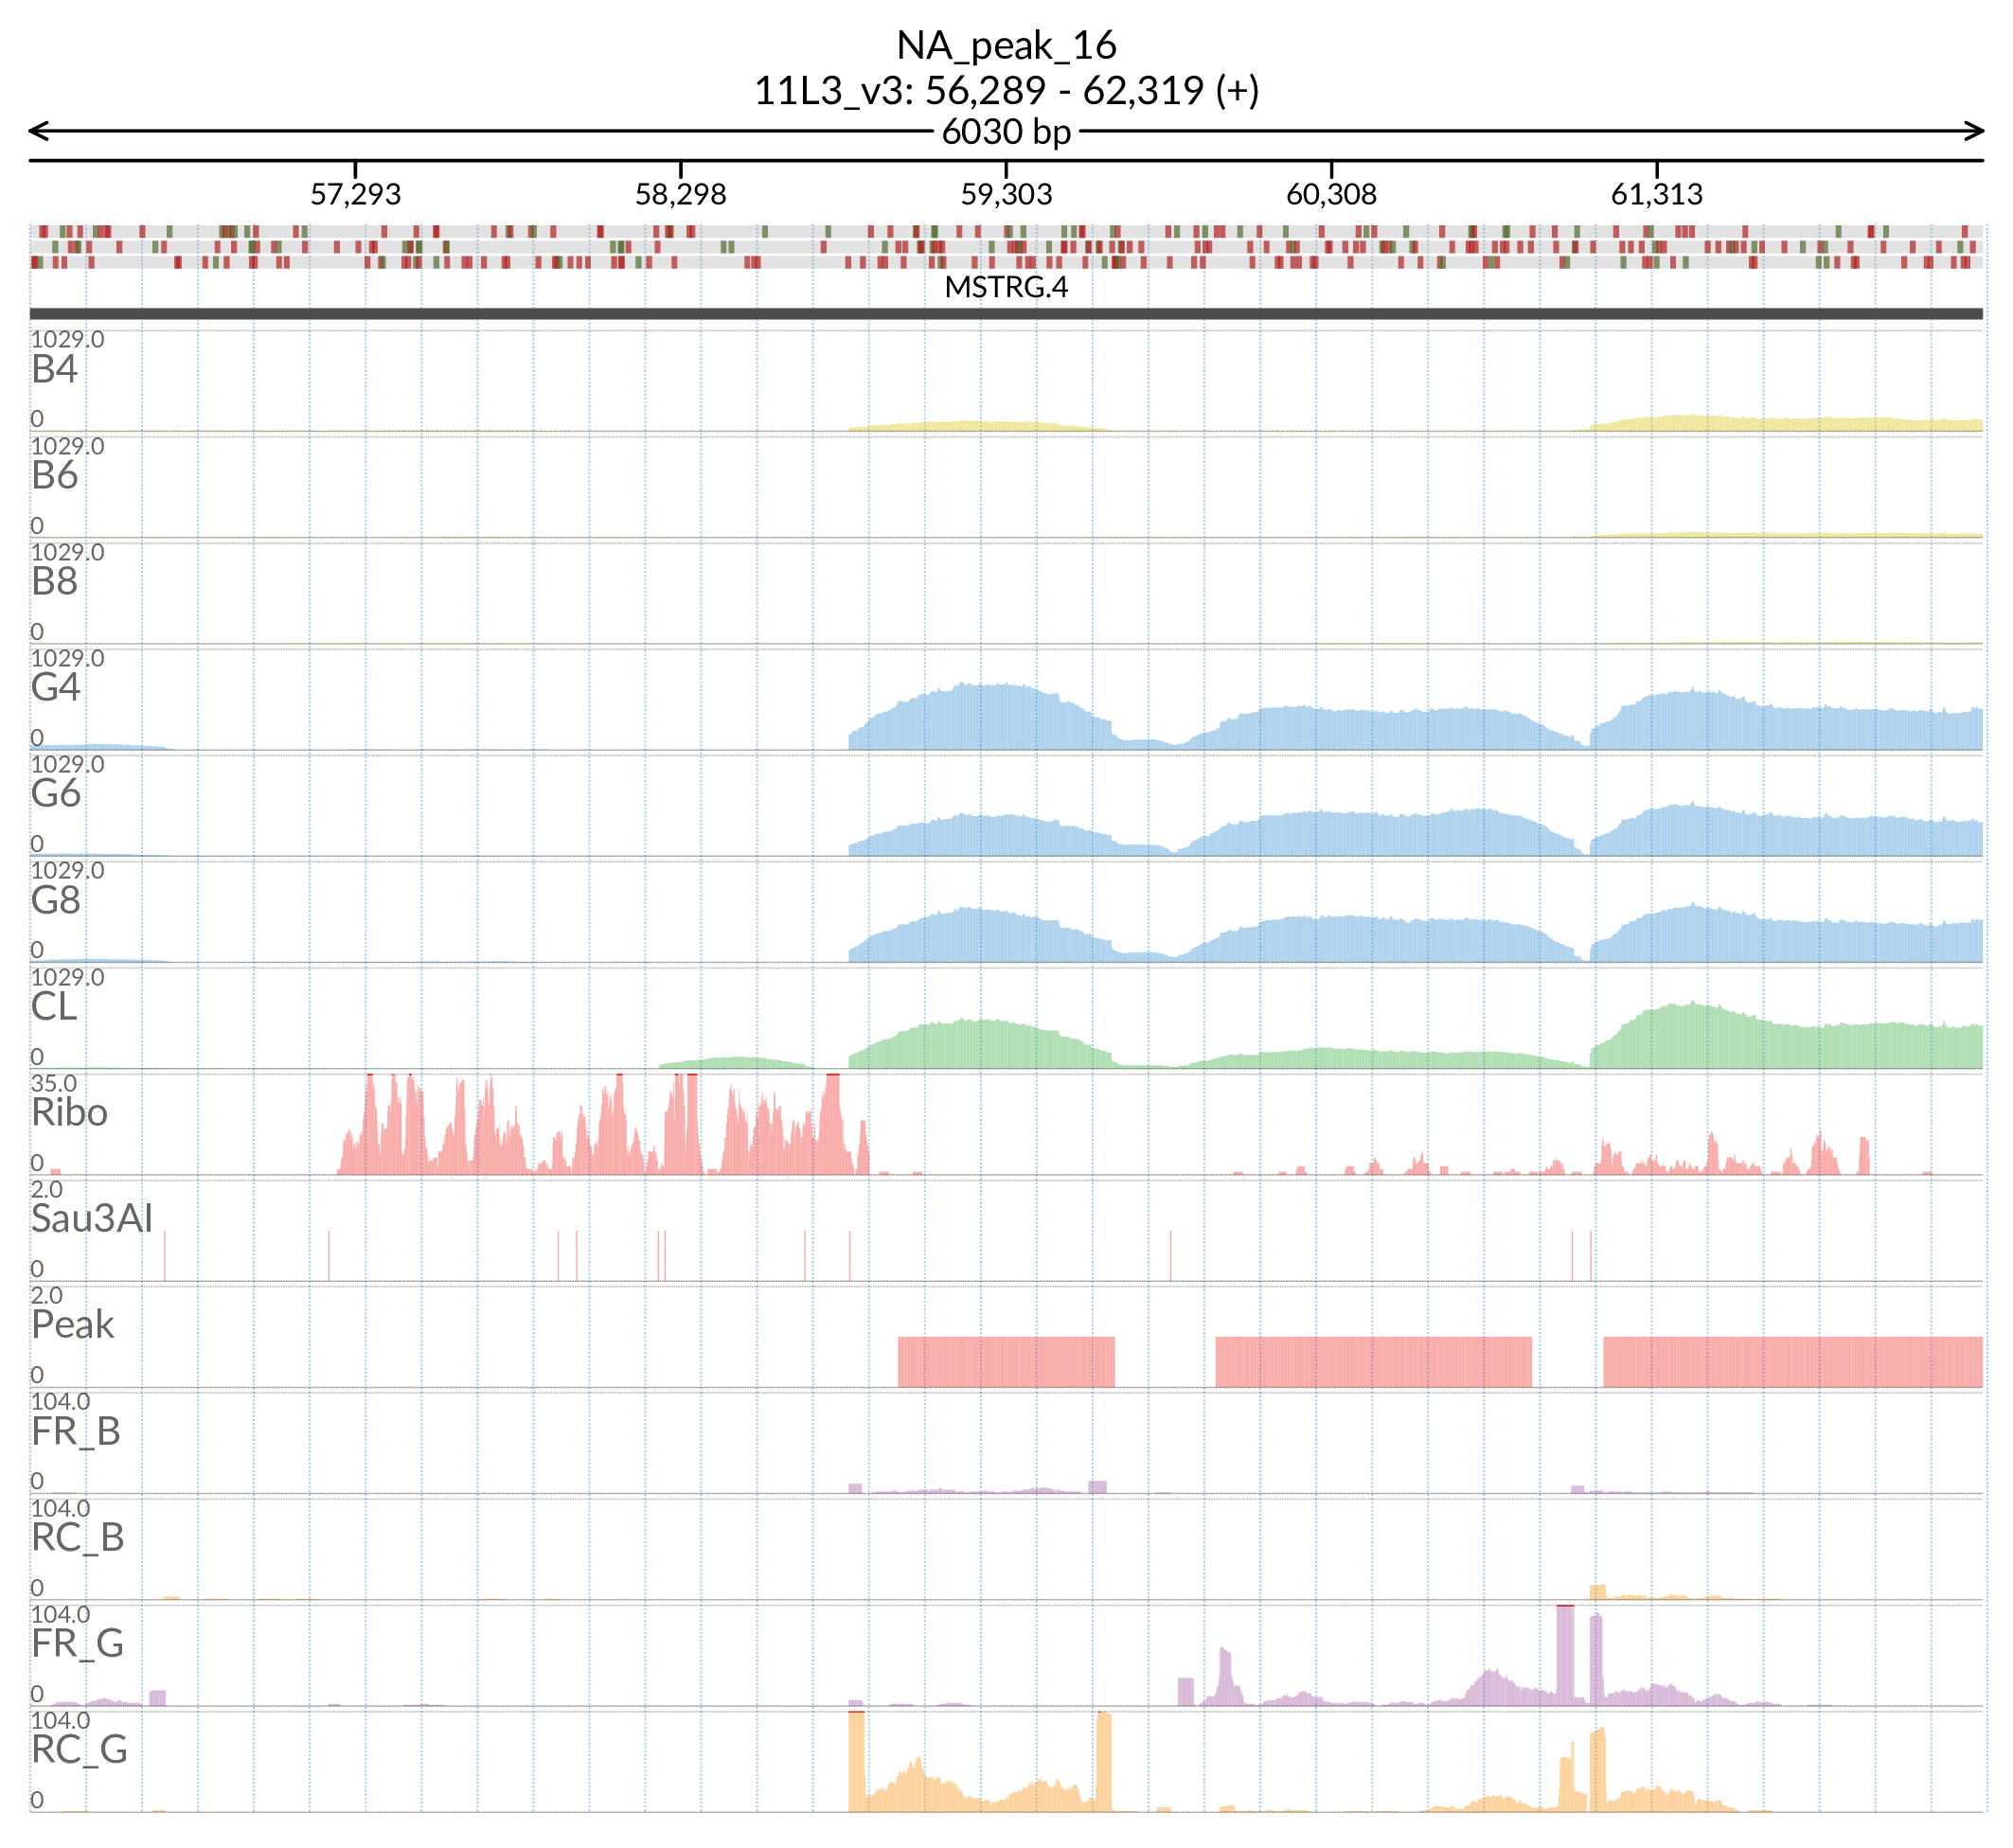 NA_peak_16
11L3_v3: 56,289 - 62,319 (+)
6030 bp
57,293 58,298 59,303 60,308 61,313
MSTRG.4
1029.0
B4
0
1029.0
B6
0
1029.0
B8
0
1029.0
G4
0
1029.0
G6
0
1029.0
G8
0
1029.0
CL
0
35.0
Ribo
0
2.0
Sau3AI
0
2.0
Peak
0
104.0
FR_B
0
104.0
RC_B
0
104.0
FR_G
0
104.0
RC_G
0